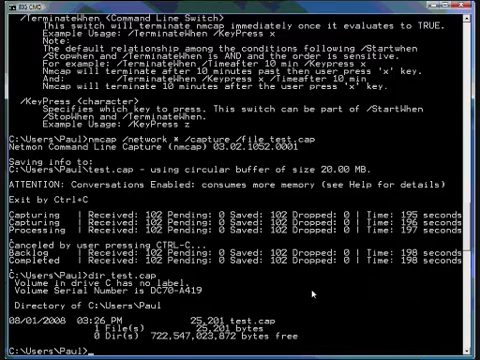 BIG CMD
/TerminateWhen <Command Line Switch>
This switch will terminate nmcap immediately once it evaluates to TRUE.
Example Usage: /TerminateWhen /KeyPress x
Note:
The default relationship among the conditions following /Startwhen
/Stopwhen and /TerminateWhen is AND and the order is sensitive.
For example: /TerminateWhen /Timeafter 10 min /KeyPress x
Nmcap will terminate after 10 minutes past then user press 'x' key.
And: /TerminateWhen /Keypress x /Timeafter 10 min
Nmcap will terminate 10 minutes after the user press 'x' key.
/KeyPress <character>
Specifies which key to press. This switch can be part of /StartWhen
/StopWhen and /TerminateWhen.
Example Usage: /KeyPress z
C:\Users\Paul>nmcap /network * /capture /file test.cap
Netmon Command Line Capture (nmcap) 03.02.1052.0001
Saving info to:
C:\Users\Paul\test.cap - using circular buffer of size 20.00 MB.
ATTENTION: Conversations Enabled: consumes more memory (see Help for details)
Exit by Ctrl+C
Capturing | Received: 102 Pending: 0 Saved: 102 Dropped: 0 | Time: 195 seconds
Capturing | Received: 102 Pending: 0 Saved: 102 Dropped: 0 | Time: 196 seconds
Processing | Received: 102 Pending: 0 Saved: 102 Dropped: 0 | Time: 197 seconds
Canceled by user pressing CTRL-C...
Backlog | Received: 102 Pending: 0 Saved: 102 Dropped: 0 | Time: 198 seconds
Completed | Received: 102 Pending: 0 Saved: 102 Dropped: 0 | Time: 198 seconds
C:\Users\Paul>dir test.cap
Volume in drive C has no label.
Volume Serial Number is DC70-A419
Directory of C:\Users\Paul
08/01/2008 03:26 PM 25,201 test.cap
1 File(s) 25,201 bytes
0 Dir(s) 722,547,023,872 bytes free
C:\Users\Paul>_